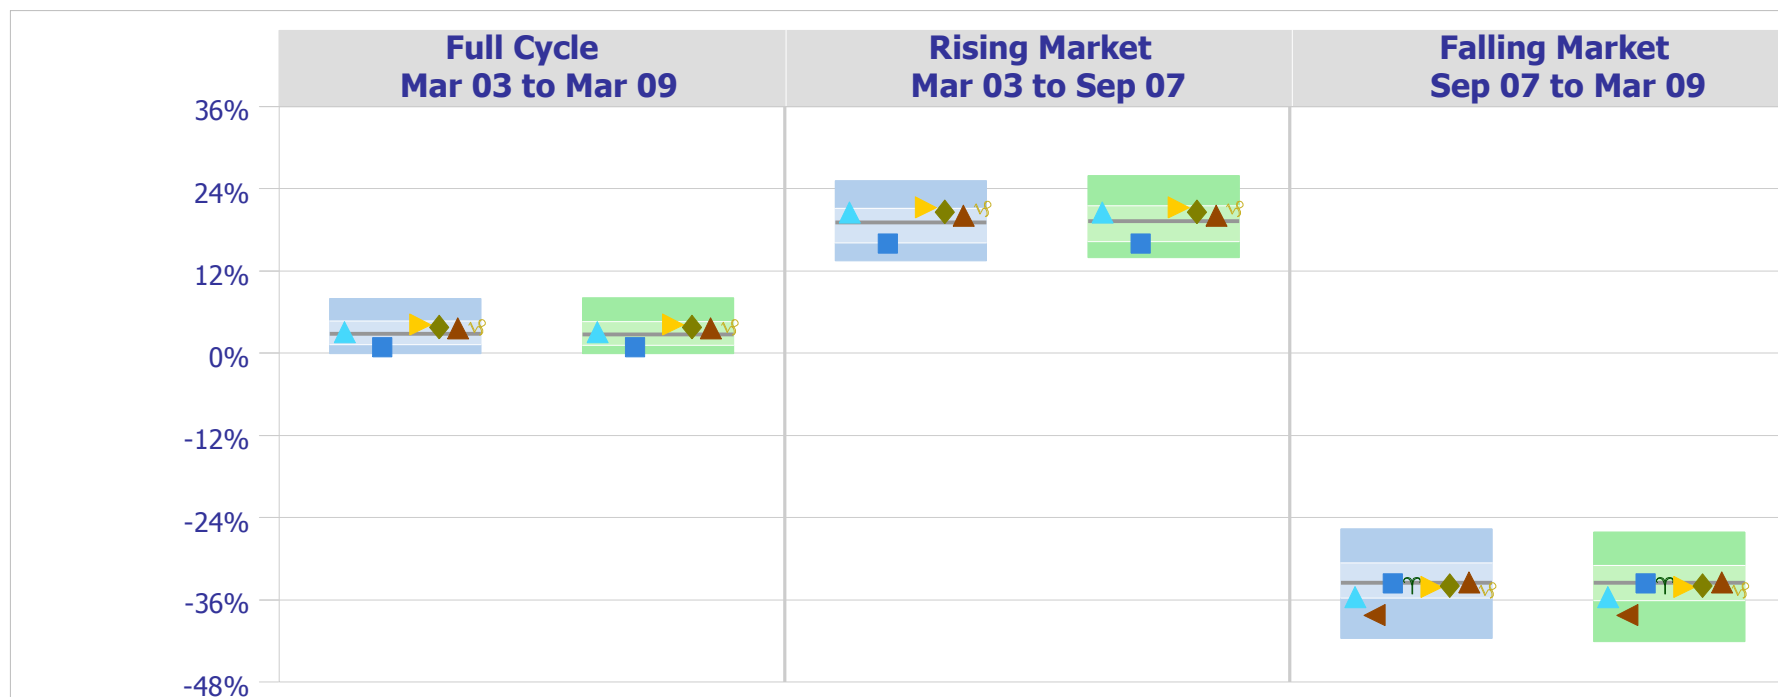 Full Cycle
Mar 03 to Mar 09
Rising Market
Mar 03 to Sep 07
Falling Market
Sep 07 to Mar 09
36%
24%
12%
0%
-12%
-24%
-36%
-48%